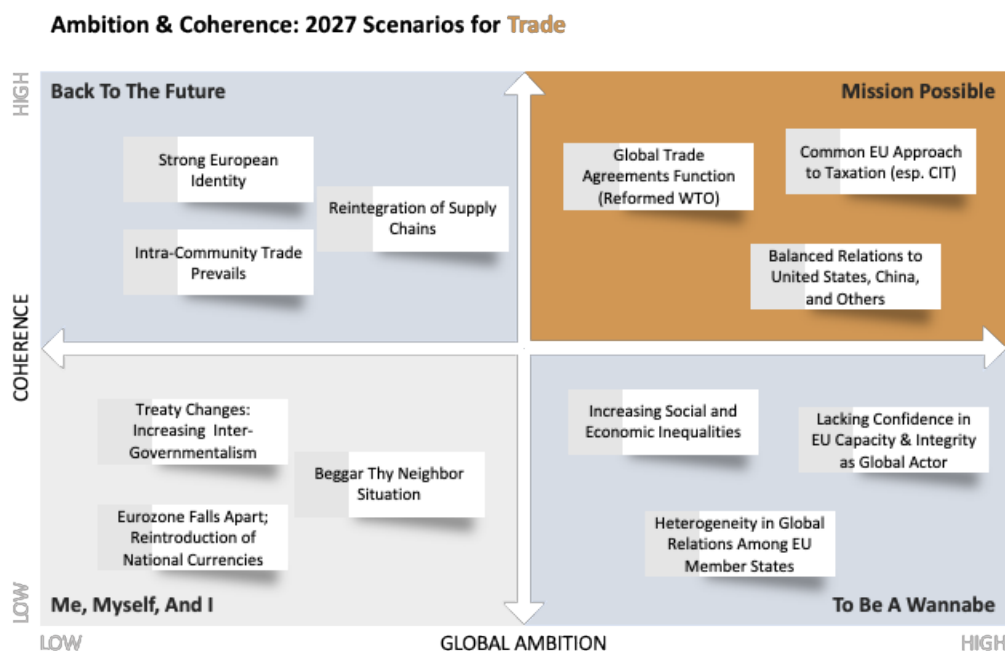 Ambition & Coherence: 2027 Scenarios for Trade
HIGH
COHERENCE
LOW
Back To The Future
Strong European
Identity
Reintegration of Supply
Chains
Intra-Community Trade
Prevails
Mission Possible
Global Trade
Agreements Function
(Reformed WTO)
Common EU Approach
to Taxation (esp. CIT)
Balanced Relations to
United States, China,
and Others
Treaty Changes:
Increasing Inter-
Governmentalism
Beggar Thy Neighbor
Situation
Eurozone Falls Apart;
Reintroduction of
National Currencies
Me, Myself, And I
Increasing Social and
Economic Inequalities
Lacking Confidence in
EU Capacity & Integrity
as Global Actor
Heterogeneity in Global
Relations Among EU
Member States
To Be A Wannabe
LOW
GLOBAL AMBITION
HIGH